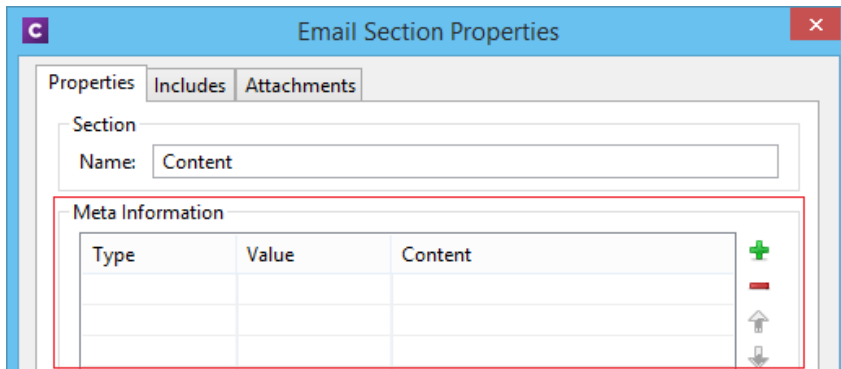 C Email Section Properties ×
Properties Includes Attachments
Section
Name: Content
Meta Information
Type Value Content